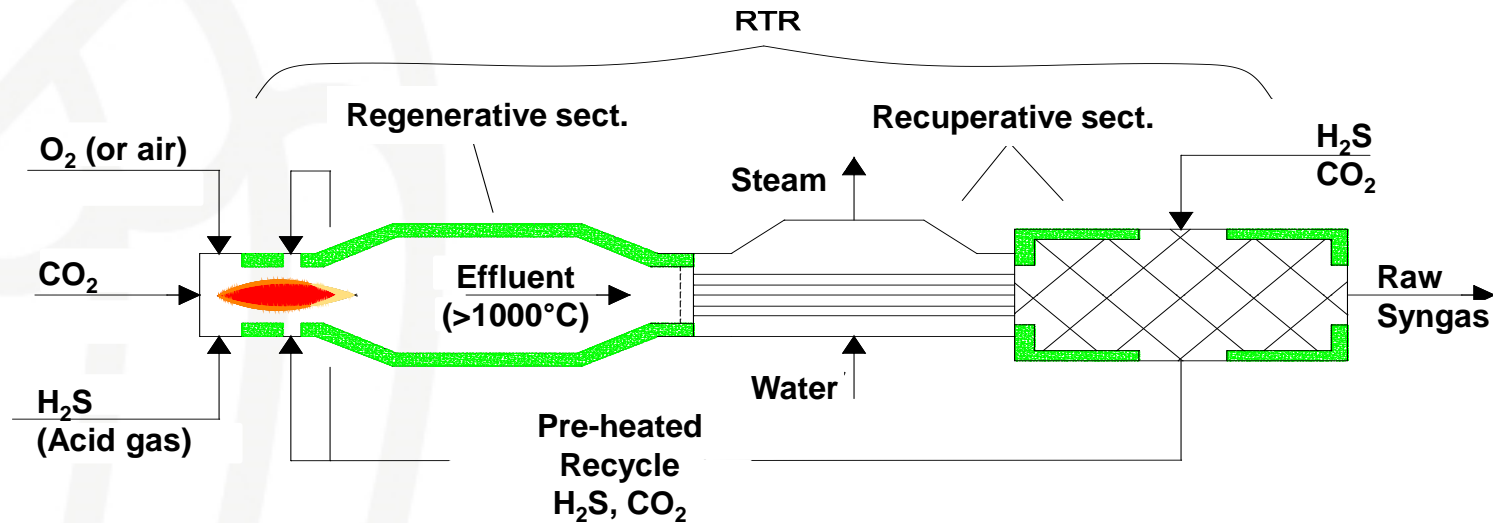 RTR
Regenerative sect.
Recuperative sect.
O₂ (or air)
H₂S
CO₂
Steam
CO₂
Effluent
(>1000°C)
Raw
Syngas
Water
H₂S
(Acid gas)
Pre-heated
Recycle
H₂S, CO₂